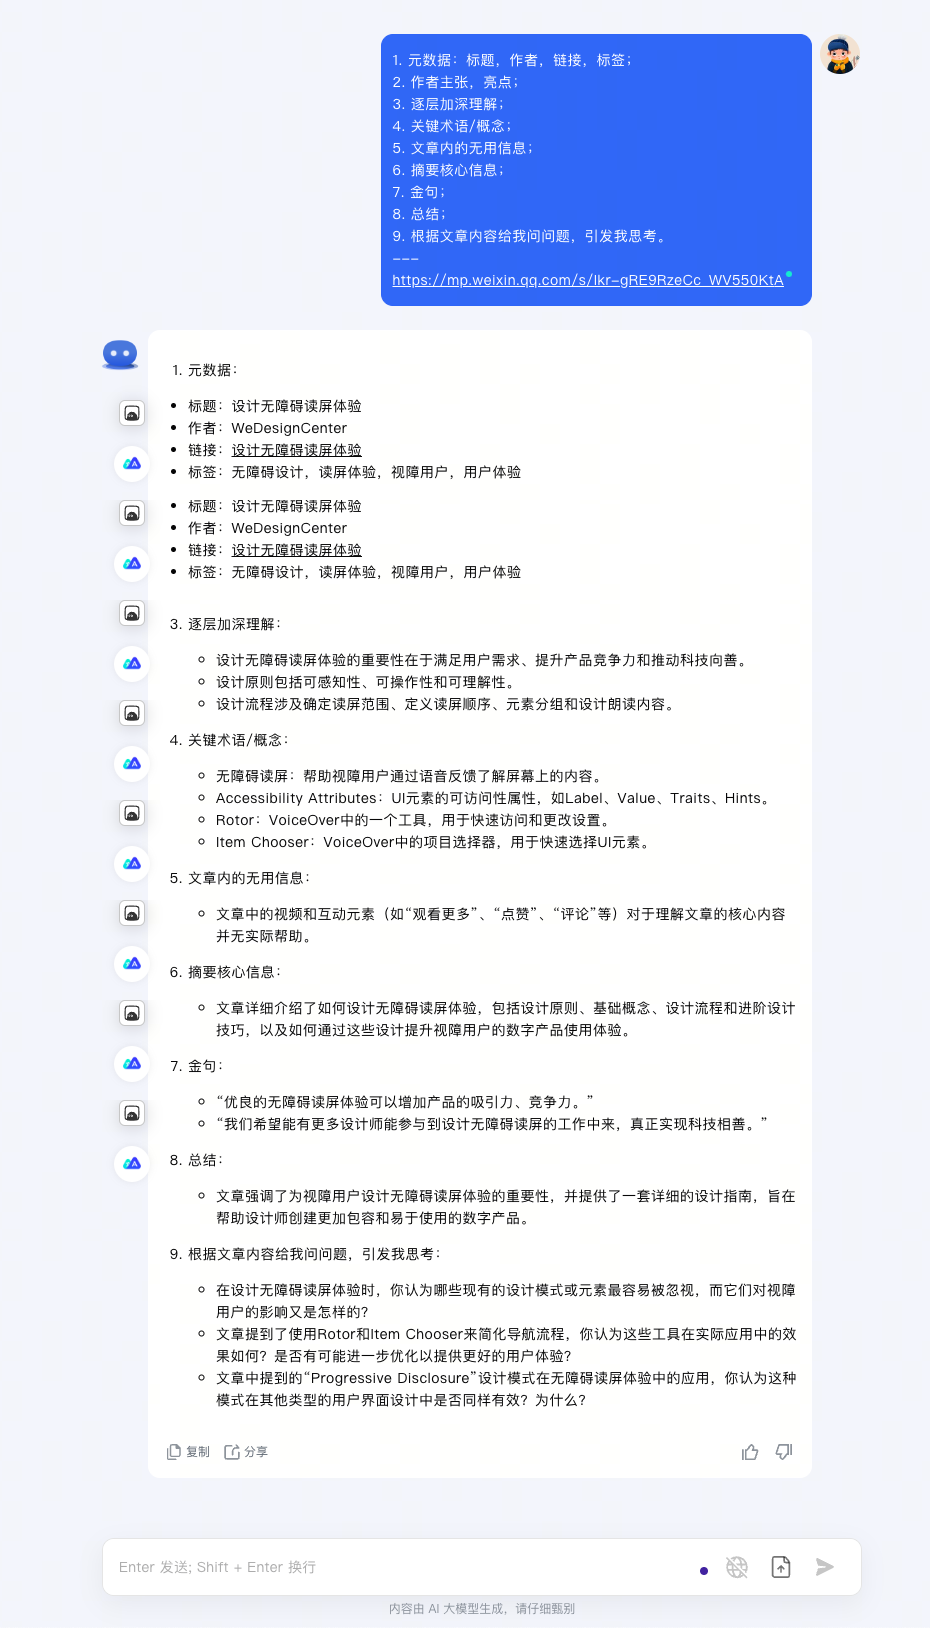 1. 元数据：标题，作者，链接，标签；
2. 作者主张，亮点；
3. 逐层加深理解；
4. 关键术语/概念；
5. 文章内的无用信息；
6. 摘要核心信息；
7. 金句；
8. 总结；
9. 根据文章内容给我问问题，引发我思考。
---
https://mp.weixin.qq.com/s/lkr-gRE9RzeCc_WV550KtA
1. 元数据：
• 标题：设计无障碍读屏体验
• 作者：WeDesignCenter
• 链接：设计无障碍读屏体验
• 标签：无障碍设计，读屏体验，视障用户，用户体验
• 标题：设计无障碍读屏体验
• 作者：WeDesignCenter
• 链接：设计无障碍读屏体验
• 标签：无障碍设计，读屏体验，视障用户，用户体验
3. 逐层加深理解：
◦ 设计无障碍读屏体验的重要性在于满足用户需求、提升产品竞争力和推动科技向善。
◦ 设计原则包括可感知性、可操作性和可理解性。
◦ 设计流程涉及确定读屏范围、定义读屏顺序、元素分组和设计朗读内容。
4. 关键术语/概念：
◦ 无障碍读屏：帮助视障用户通过语音反馈了解屏幕上的内容。
◦ Accessibility Attributes：UI元素的可访问性属性，如Label、Value、Traits、Hints。
◦ Rotor：VoiceOver中的一个工具，用于快速访问和更改设置。
◦ Item Chooser：VoiceOver中的项目选择器，用于快速选择UI元素。
5. 文章内的无用信息：
◦ 文章中的视频和互动元素（如“观看更多”、“点赞”、“评论”等）对于理解文章的核心内容
并无实际帮助。
6. 摘要核心信息：
◦ 文章详细介绍了如何设计无障碍读屏体验，包括设计原则、基础概念、设计流程和进阶设计
技巧，以及如何通过这些设计提升视障用户的数字产品使用体验。
7. 金句：
◦ “优良的无障碍读屏体验可以增加产品的吸引力、竞争力。”
◦ “我们希望能有更多设计师能参与到设计无障碍读屏的工作中来，真正实现科技相善。”
8. 总结：
◦ 文章强调了为视障用户设计无障碍读屏体验的重要性，并提供了一套详细的设计指南，旨在
帮助设计师创建更加包容和易于使用的数字产品。
9. 根据文章内容给我问问题，引发我思考：
◦ 在设计无障碍读屏体验时，你认为哪些现有的设计模式或元素最容易被忽视，而它们对视障
用户的影响又是怎样的？
◦ 文章提到了使用Rotor和Item Chooser来简化导航流程，你认为这些工具在实际应用中的效
果如何？是否有可能进一步优化以提供更好的用户体验？
◦ 文章中提到的“Progressive Disclosure”设计模式在无障碍读屏体验中的应用，你认为这种
模式在其他类型的用户界面设计中是否同样有效？为什么？
复制 分享
Enter 发送; Shift + Enter 换行
内容由 AI 大模型生成，请仔细甄别